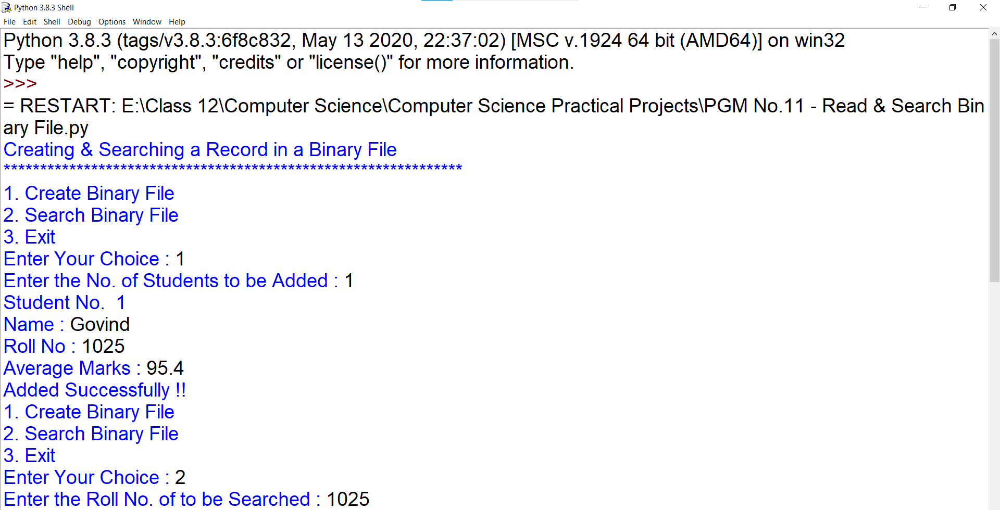 Python 3.8.3 Shell
File Edit Shell Debug Options Window Help
Python 3.8.3 (tags/v3.8.3:6f8c832, May 13 2020, 22:37:02) [MSC v.1924 64 bit (AMD64)] on win32
Type "help", "copyright", "credits" or "license()" for more information.
>>>
= RESTART: E:\Class 12\Computer Science\Computer Science Practical Projects\PGM No.11 - Read & Search Bin
ary File.py
Creating & Searching a Record in a Binary File
***************************************************************
1. Create Binary File
2. Search Binary File
3. Exit
Enter Your Choice : 1
Enter the No. of Students to be Added : 1
Student No.  1
Name : Govind
Roll No : 1025
Average Marks : 95.4
Added Successfully !!
1. Create Binary File
2. Search Binary File
3. Exit
Enter Your Choice : 2
Enter the Roll No. of to be Searched : 1025